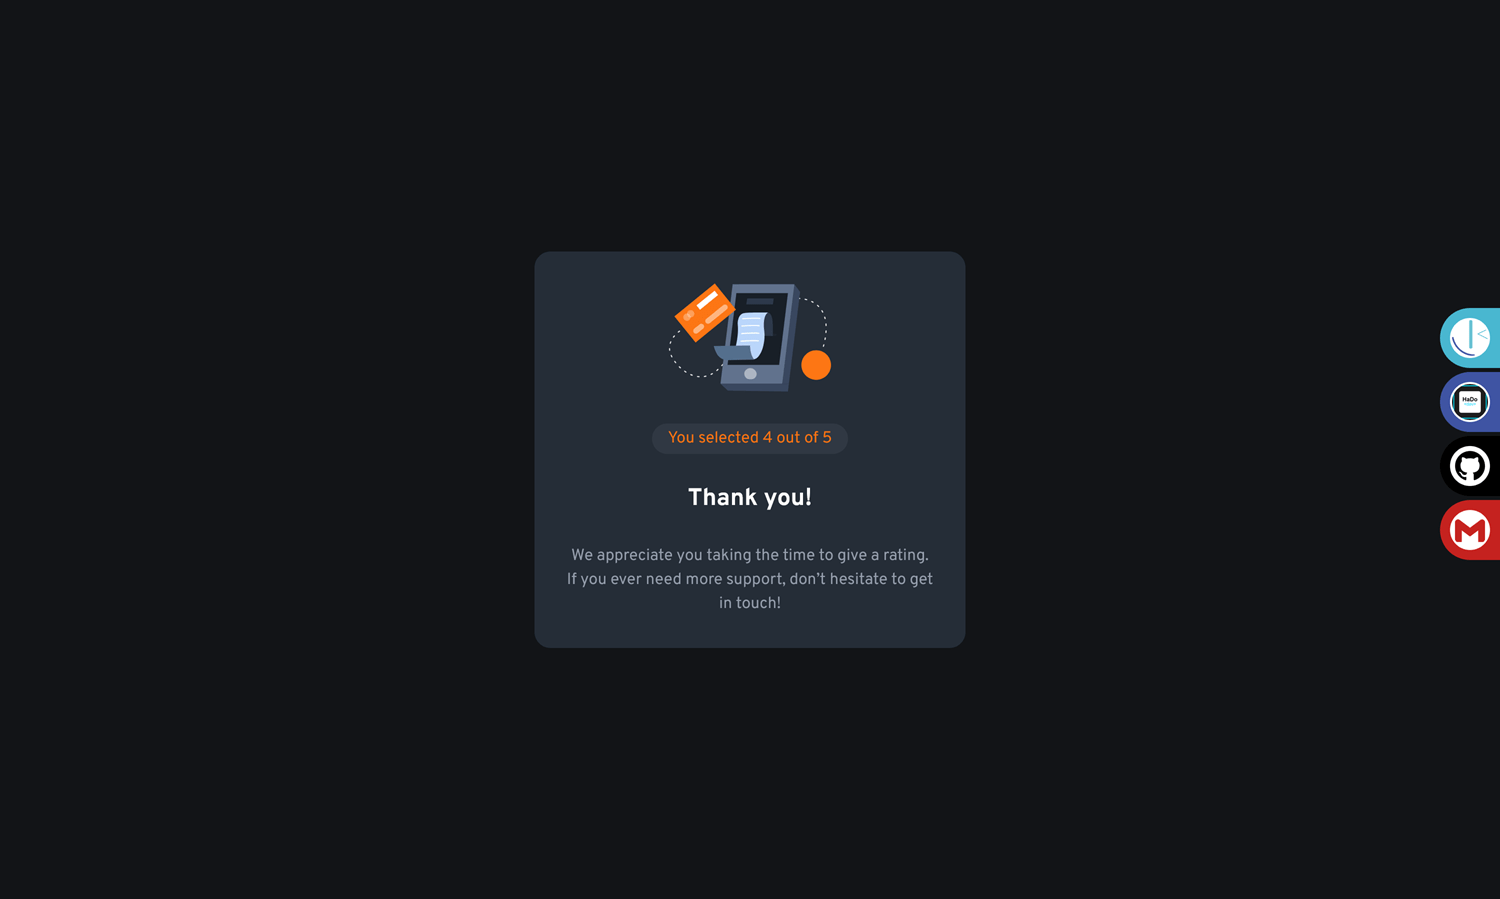 You selected 4 out of 5
Thank you!
We appreciate you taking the time to give a rating.
If you ever need more support, don’t hesitate to get
in touch!
HaDo